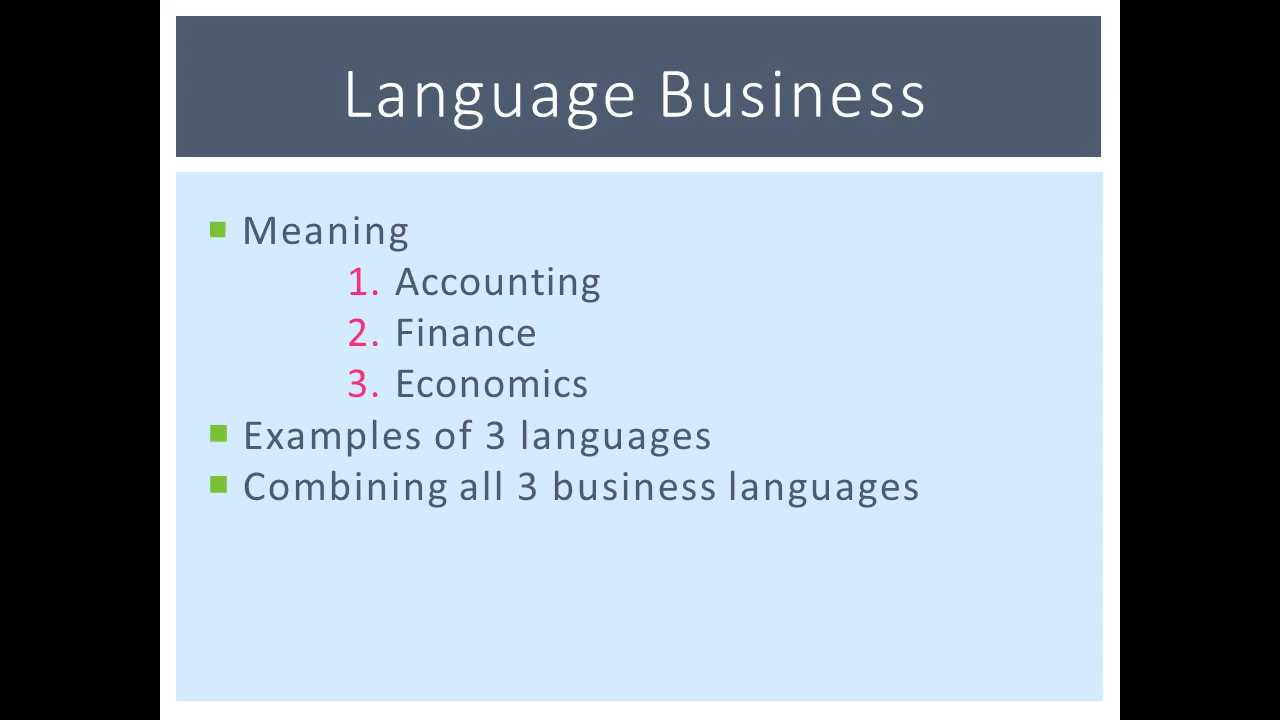 Language Business
Meaning
1. Accounting
2. Finance
3. Economics
Examples of 3 languages
Combining all 3 business languages